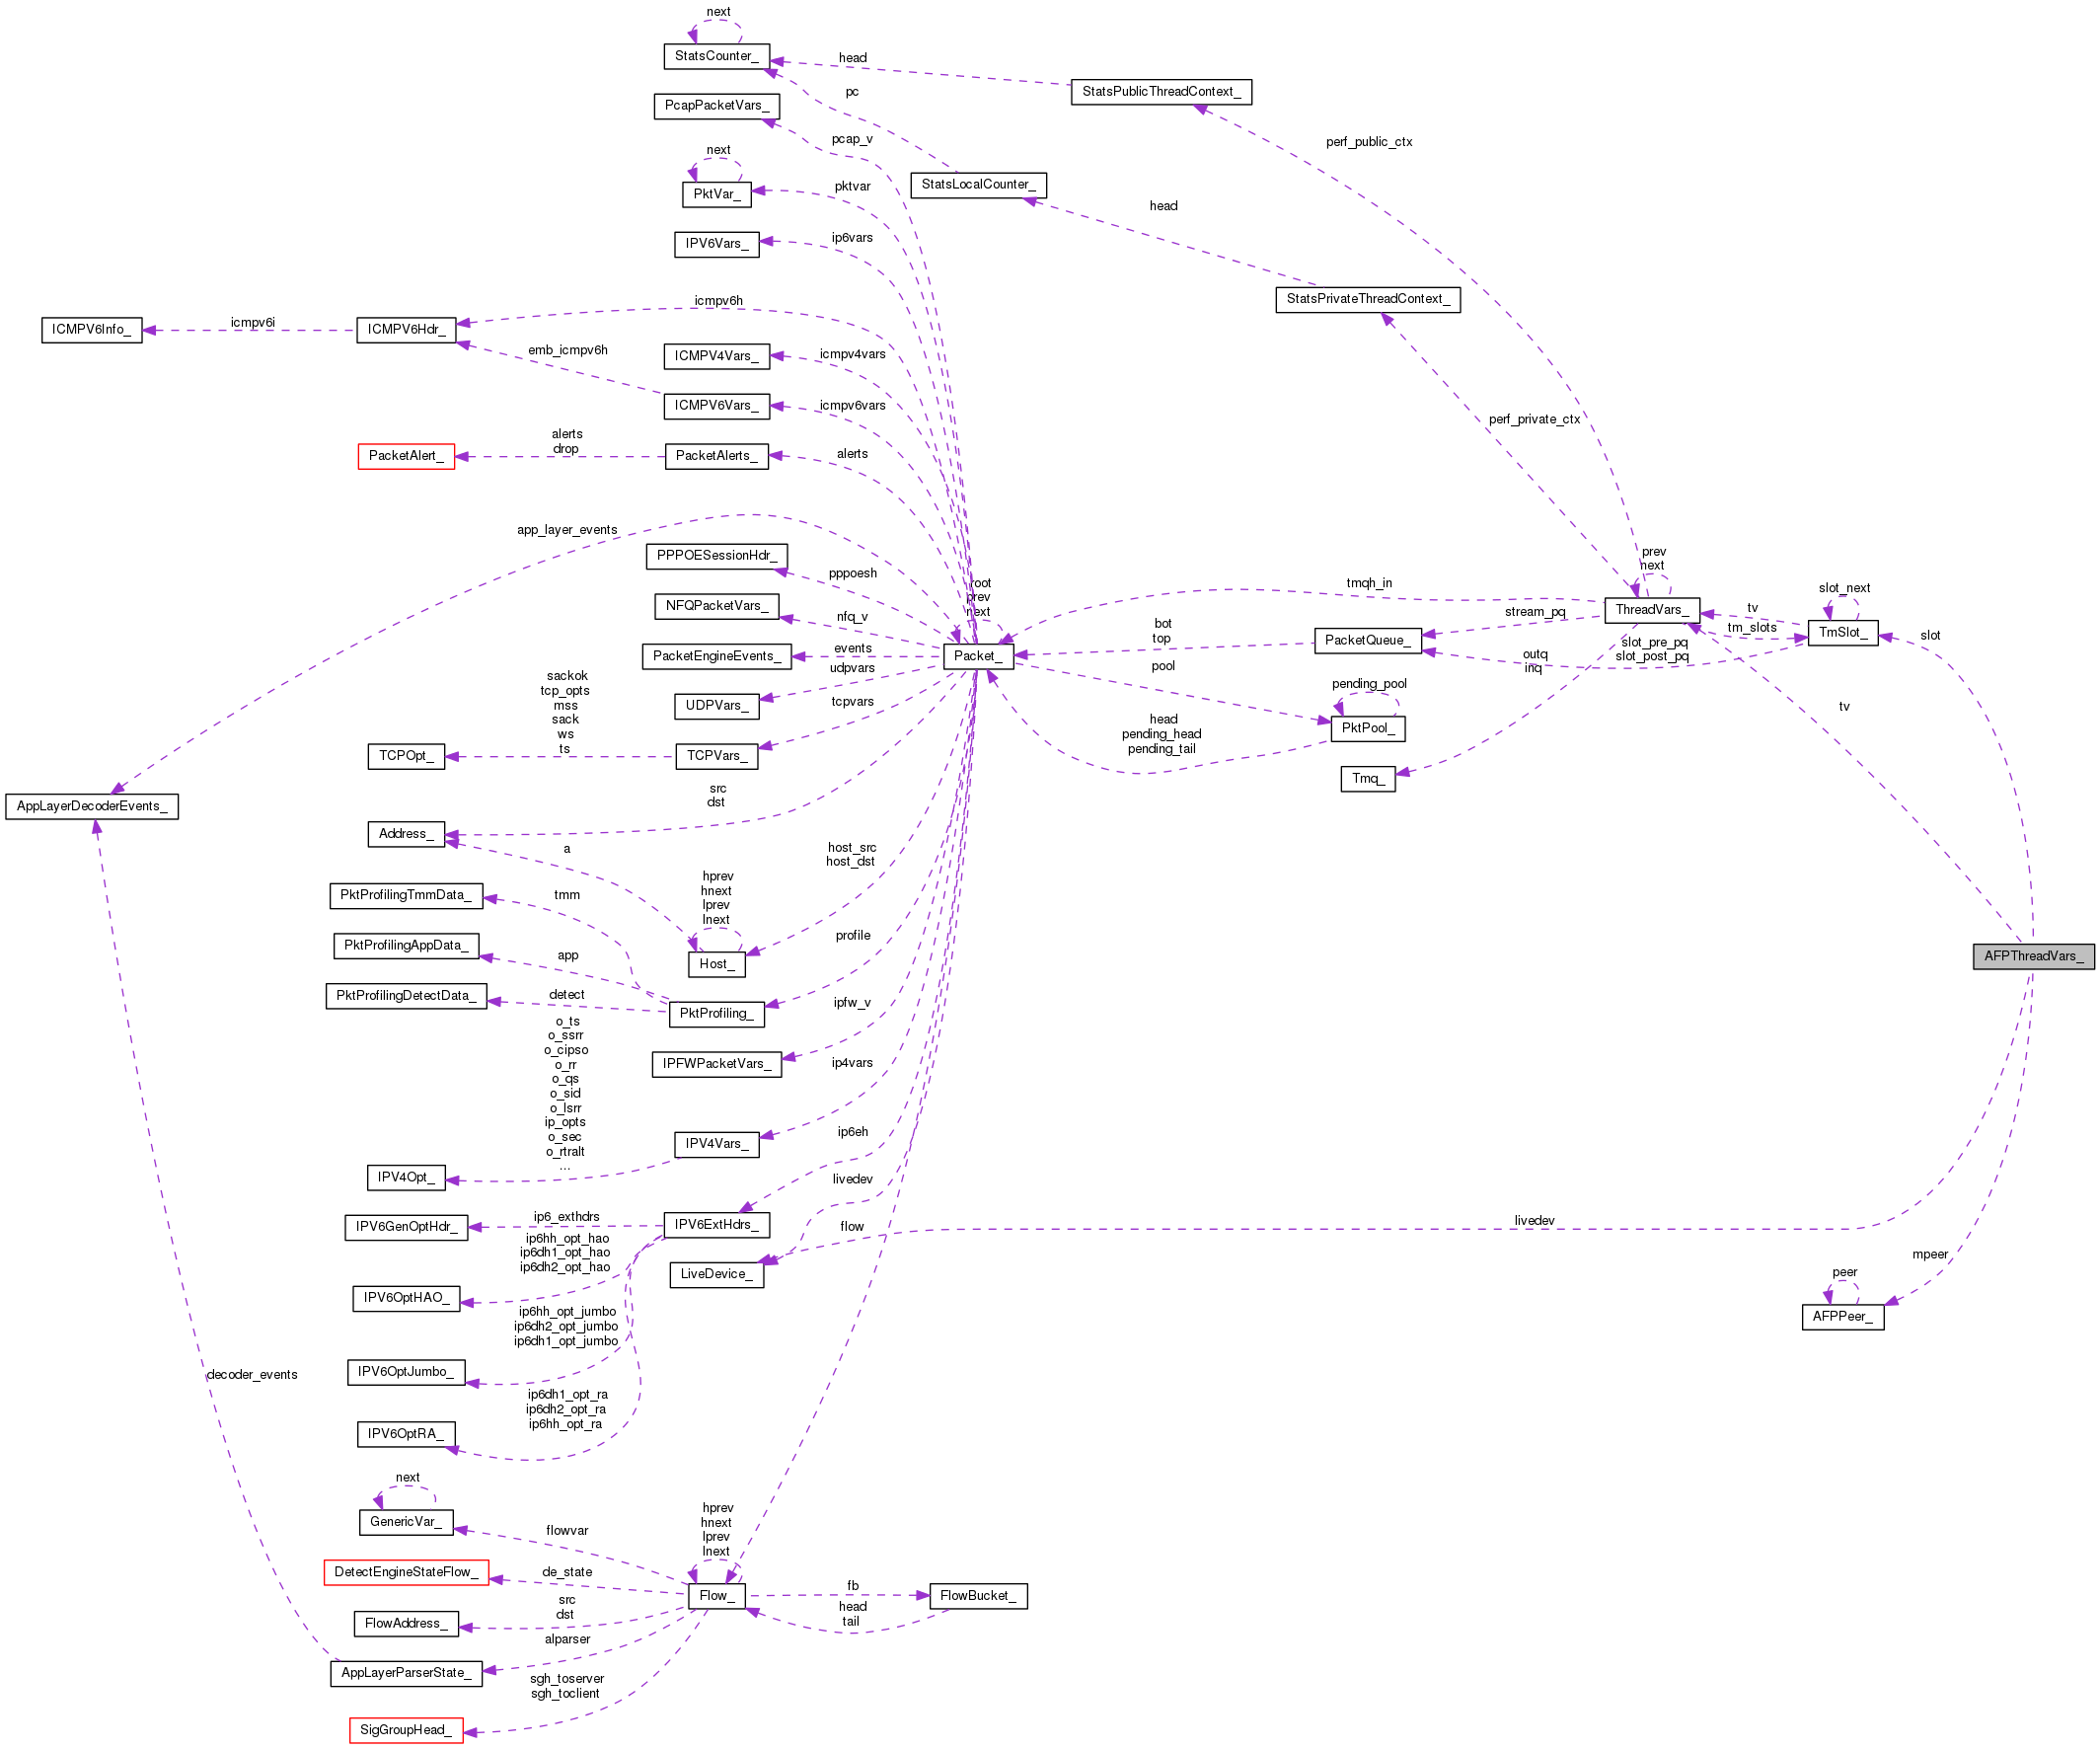 next
StatsCounter_
head
StatsPublicThreadContext_
pc
PcapPacketVars_
pcap_v
perf_public_ctx
next
PktVar_
pktvar
StatsLocalCounter_
head
IPV6Vars_
ip6vars
StatsPrivateThreadContext_
icmpv6h
ICMPV6Info_
icmpv6i
ICMPV6Hdr_
emb_icmpv6h
ICMPV4Vars_
icmpv4vars
ICMPV6Vars_
icmpv6vars
perf_private_ctx
PacketAlert_
alerts
drop
PacketAlerts_
alerts
app_layer_events
PPPOESessionHdr_
pppoesh
NFQPacketVars_
nfq_v
root
prev
next
tmqh_in
prev
next
ThreadVars_
stream_pq
tv
tm_slots
slot_next
TmSlot_
slot
PacketEngineEvents_
events
Packet_
bot
top
PacketQueue_
outq
inq
slot_pre_pq
slot_post_pq
UDPVars_
udpvars
pool
pending_pool
PktPool_
head
pending_head
pending_tail
tv
sackok
tcp_opts
mss
sack
ws
ts
TCPOpt_
TCPVars_
tcpvars
Tmq_
AppLayerDecoderEvents_
Address_
src
dst
a
host_src
host_dst
PktProfilingTmmData_
tmm
hprev
hnext
lprev
lnext
Host_
PktProfilingAppData_
app
profile
AFPThreadVars_
PktProfilingDetectData_
detect
PktProfiling_
ipfw_v
o_ts
o_ssrr
o_cipso
o_rr
o_qs
o_sid
o_lsrr
ip_opts
o_sec
o_rtralt
...
IPFWPacketVars_
ip4vars
IPV4Vars_
IPV4Opt_
ip6eh
livedev
IPV6GenOptHdr_
ip6_exthdrs
IPV6ExtHdrs_
flow
livedev
ip6hh_opt_hao
ip6dh1_opt_hao
ip6dh2_opt_hao
IPV6OptHAO_
LiveDevice_
mpeer
peer
AFPPeer_
ip6hh_opt_jumbo
ip6dh2_opt_jumbo
ip6dh1_opt_jumbo
IPV6OptJumbo_
decoder_events
ip6dh1_opt_ra
ip6dh2_opt_ra
ip6hh_opt_ra
IPV6OptRA_
next
GenericVar_
flowvar
hprev
hnext
lprev
lnext
DetectEngineStateFlow_
de_state
Flow_
fb
FlowBucket_
head
tail
FlowAddress_
src
dst
alparser
AppLayerParserState_
sgh_toserver
sgh_toclient
SigGroupHead_